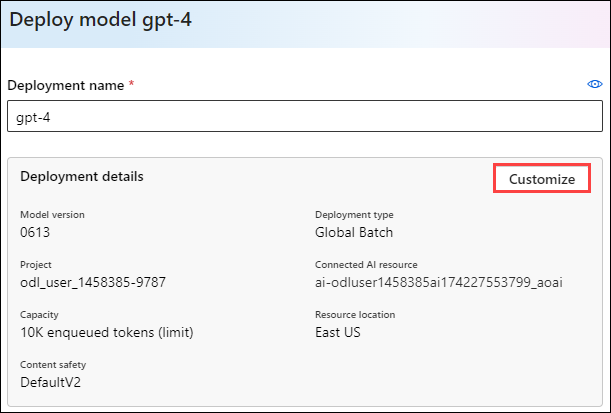 Deploy model gpt-4
Deployment name *
gpt-4
Deployment details
Customize
Model version
Deployment type
0613
Global Batch
Project
Connected AI resource
odl_user_1458385-9787
ai-odluser1458385ai174227553799_aoai
Capacity
Resource location
10K enqueued tokens (limit)
East US
Content safety
DefaultV2